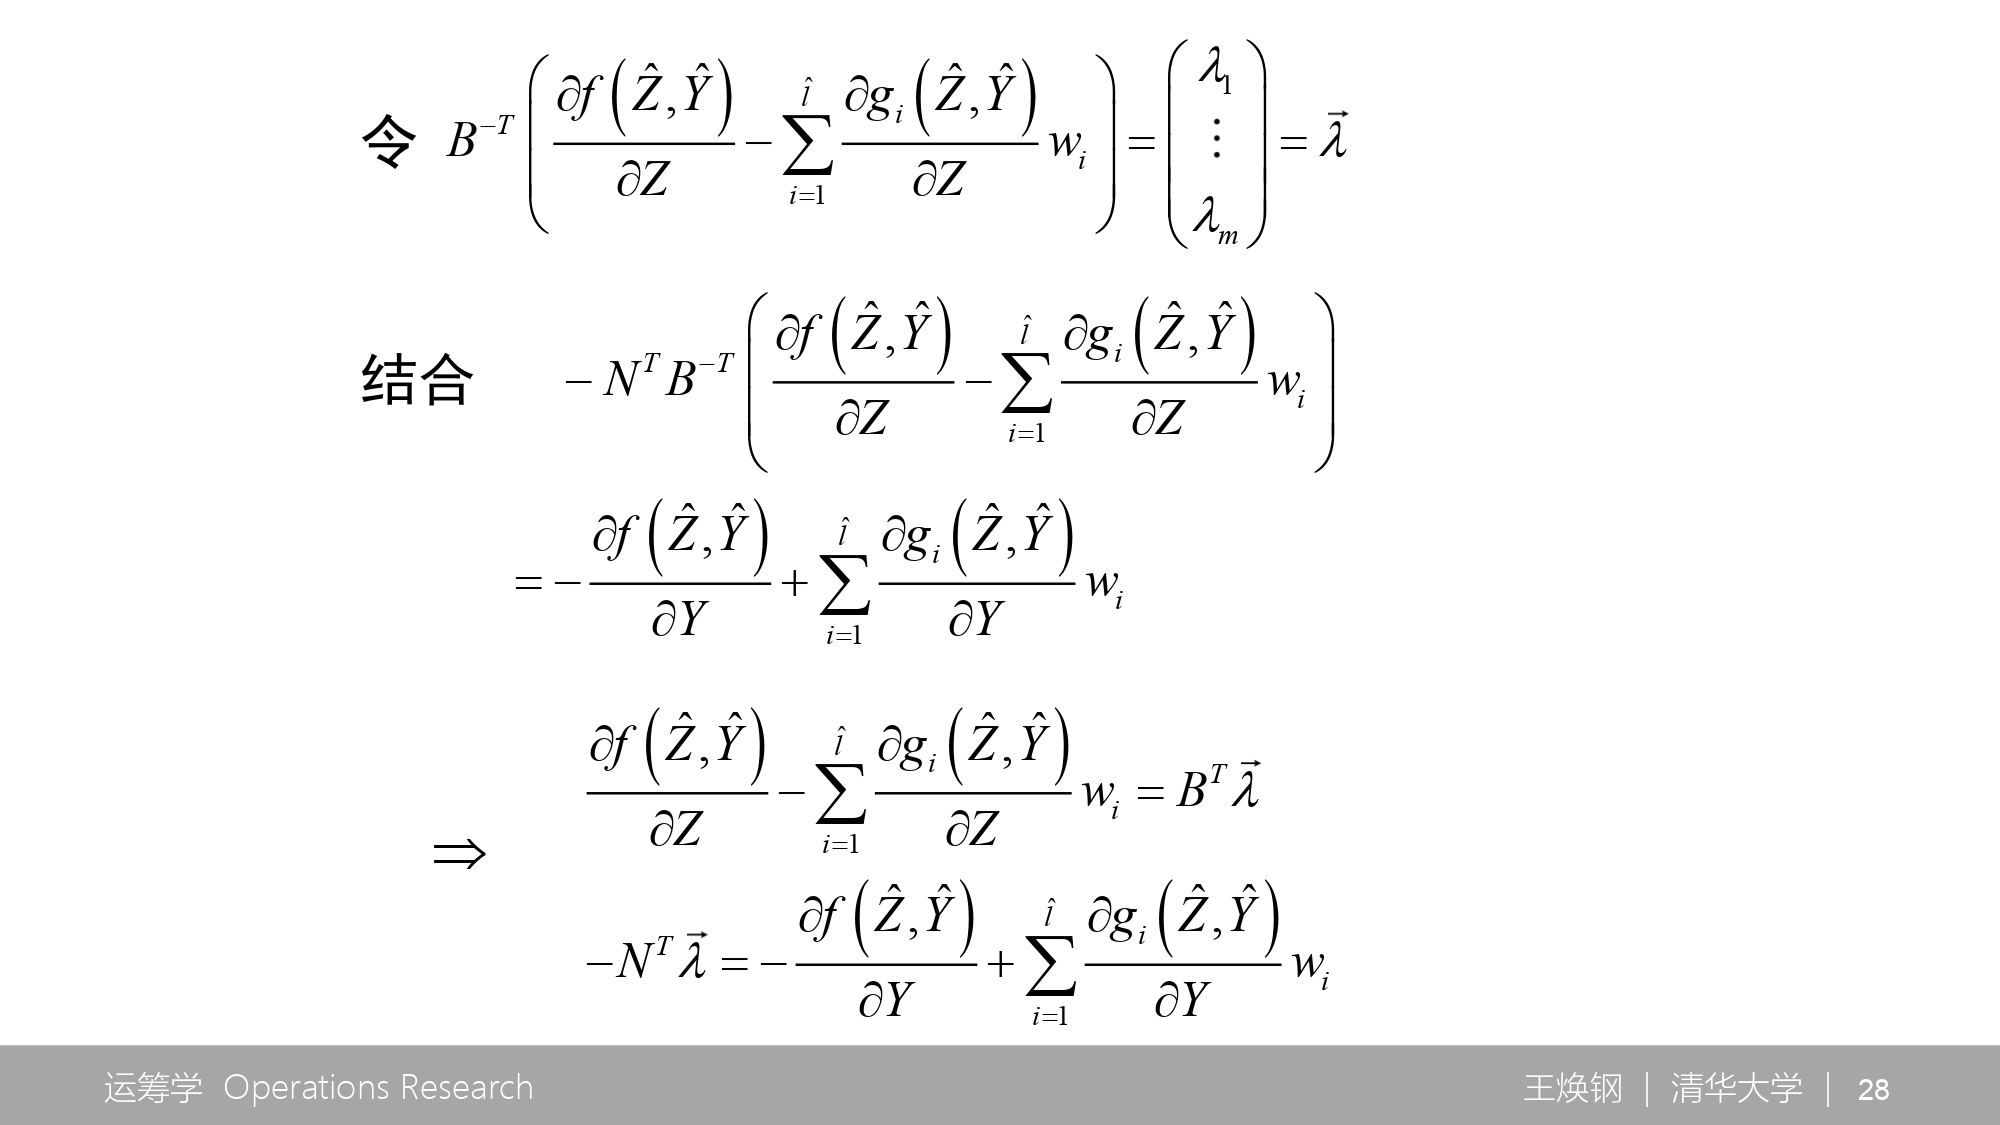 令 $B^{-T}\left(\frac{\partial f\left(\hat{Z},\hat{Y}\right)}{\partial Z}-\sum_{i=1}^{\hat{l}}\frac{\partial g_i\left(\hat{Z},\hat{Y}\right)}{\partial Z}w_i\right)=\begin{pmatrix}\lambda_1\\ \vdots\\ \lambda_m\end{pmatrix}=\vec{\lambda}$
结合 $-N^T B^{-T}\left(\frac{\partial f\left(\hat{Z},\hat{Y}\right)}{\partial Z}-\sum_{i=1}^{\hat{l}}\frac{\partial g_i\left(\hat{Z},\hat{Y}\right)}{\partial Z}w_i\right)$
$=-\frac{\partial f\left(\hat{Z},\hat{Y}\right)}{\partial Y}+\sum_{i=1}^{\hat{l}}\frac{\partial g_i\left(\hat{Z},\hat{Y}\right)}{\partial Y}w_i$
$\Rightarrow$ $\frac{\partial f\left(\hat{Z},\hat{Y}\right)}{\partial Z}-\sum_{i=1}^{\hat{l}}\frac{\partial g_i\left(\hat{Z},\hat{Y}\right)}{\partial Z}w_i=B^T\vec{\lambda}$
$-N^T\vec{\lambda}=-\frac{\partial f\left(\hat{Z},\hat{Y}\right)}{\partial Y}+\sum_{i=1}^{\hat{l}}\frac{\partial g_i\left(\hat{Z},\hat{Y}\right)}{\partial Y}w_i$
运筹学 Operations Research
王焕钢 | 清华大学 | 28